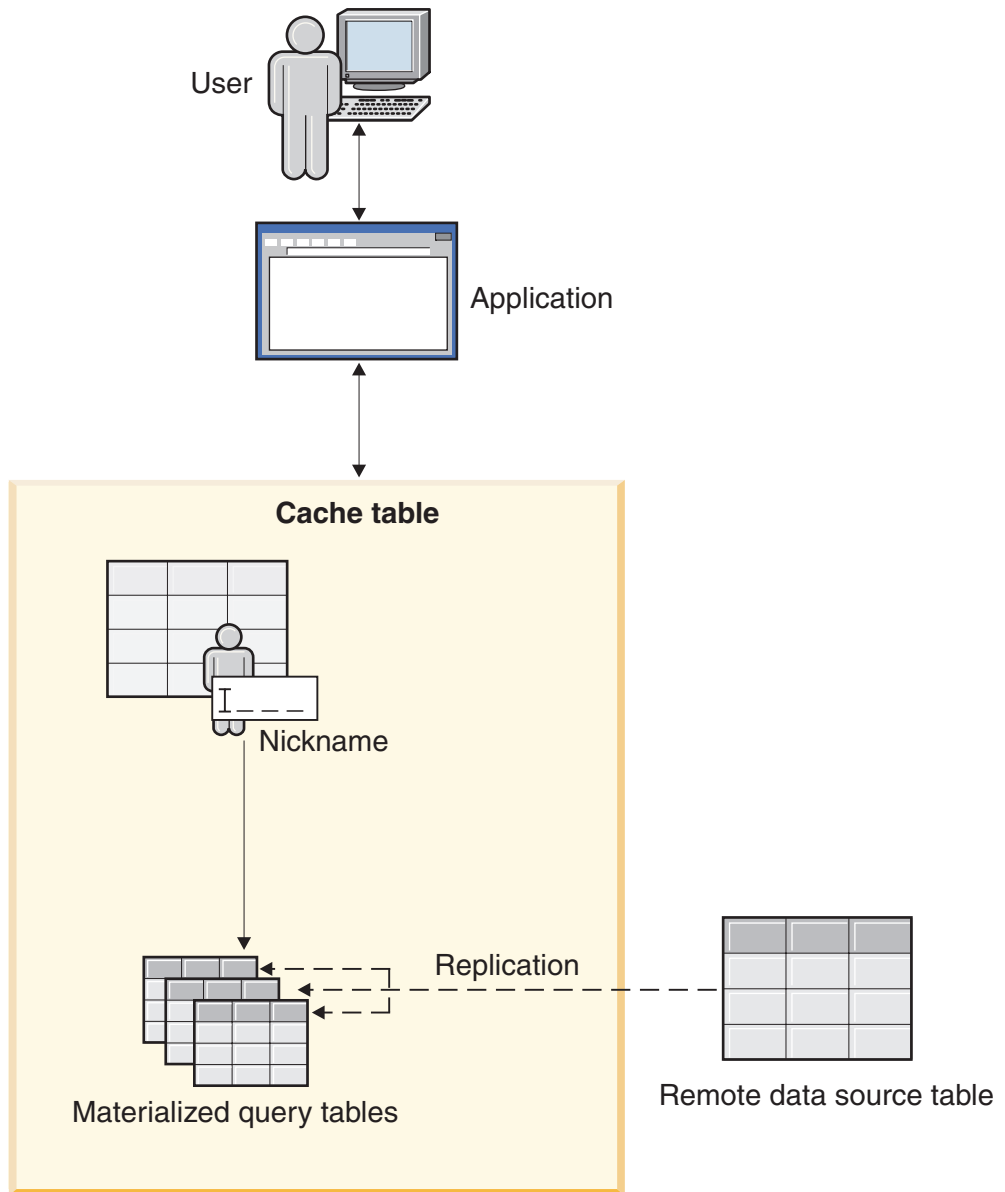 User
Application
Cache table
Nickname
Replication
Materialized query tables
Remote data source table